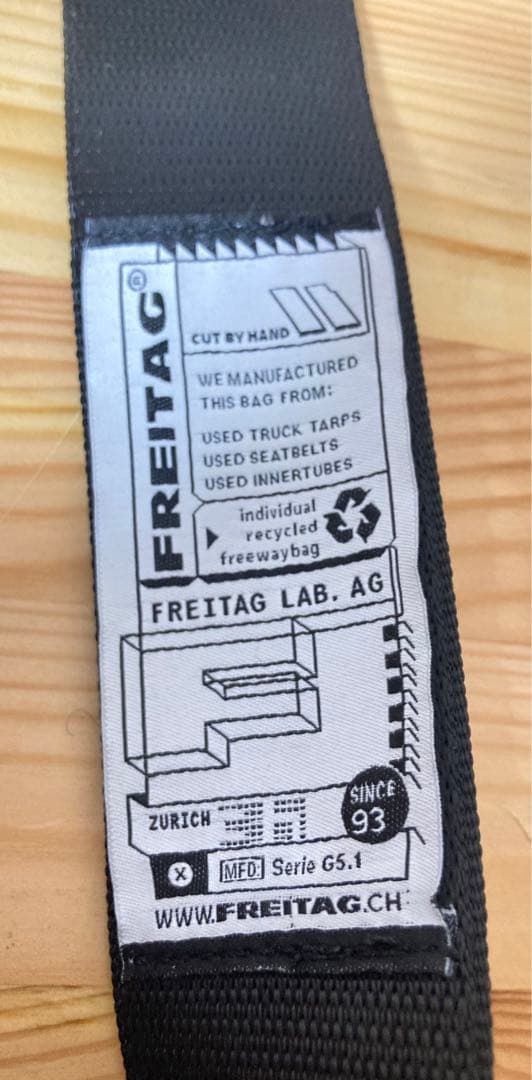 FREITAG®
CUT BY HAND
WE MANUFACTURED
THIS BAG FROM:
USED TRUCK TARPS
USED SEATBELTS
USED INNERTUBES
individual
recycled
freewaybag
FREITAG LAB. AG
F
ZURICH
SINCE
93
X
MFD: Serie G5.1
WWW.FREITAG.CH